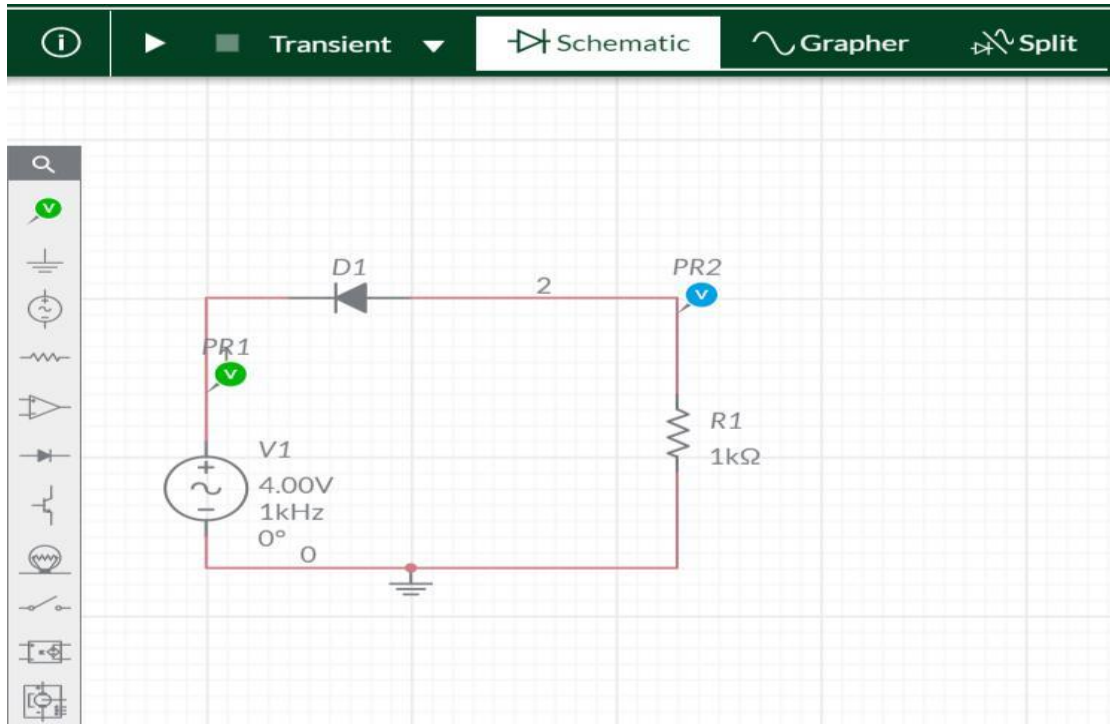 Transient Schematic Grapher Split
D1
2
PR2
PR1
V
V
V
R1
1kΩ
V1
4.00V
1kHz
0°
0